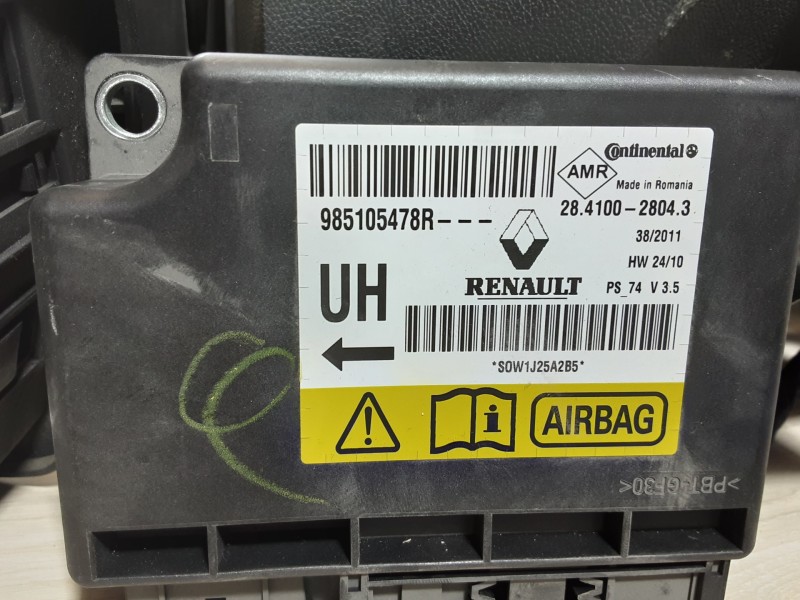 Continental
AMR
Made in Romania
985105478R---
28.4100-2804.3
38/2011
HW 24/10
UH
RENAULT
PS_74 V 3.5
*S0W1J25A2B5*
i
AIRBAG
>PBT-GF30<